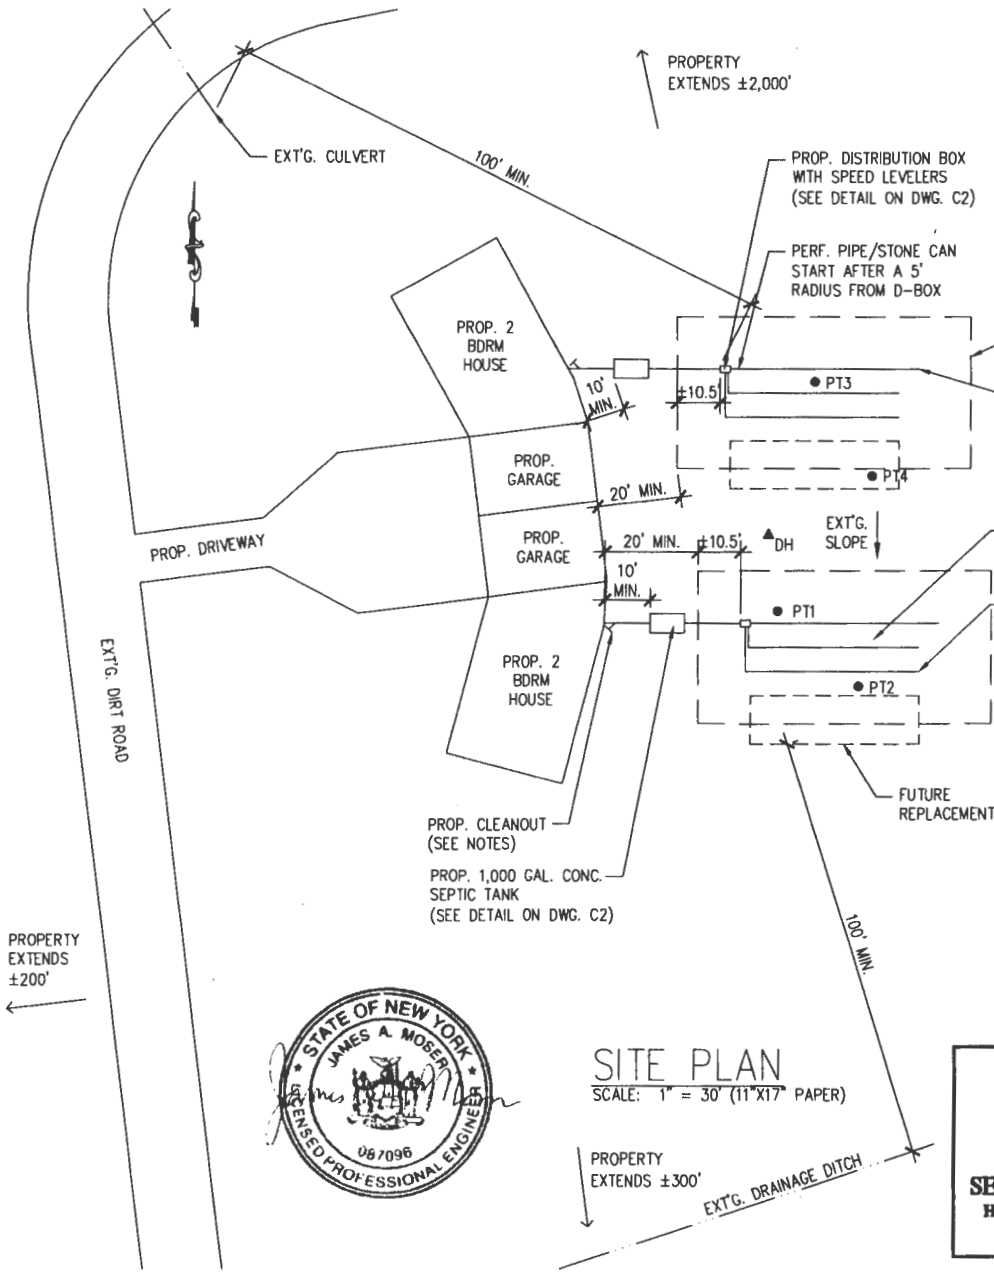 PROPERTY
EXTENDS ±2,000'
EXT'G. CULVERT
100' MIN.
PROP. DISTRIBUTION BOX
WITH SPEED LEVELERS
(SEE DETAIL ON DWG. C2)
PERF. PIPE/STONE CAN
START AFTER A 5'
RADIUS FROM D-BOX
PROP. 2
BDRM
HOUSE
10'
MIN.
±10.5'
PT3
PROP.
GARAGE
20' MIN.
PT4
PROP. DRIVEWAY
PROP.
GARAGE
20' MIN.
±10.5'
DH
EXT'G.
SLOPE
10'
MIN.
PT1
EXT'G. DIRT ROAD
PROP. 2
BDRM
HOUSE
PT2
FUTURE
REPLACEMENT
PROP. CLEANOUT
(SEE NOTES)
PROP. 1,000 GAL. CONC.
SEPTIC TANK
(SEE DETAIL ON DWG. C2)
100' MIN.
PROPERTY
EXTENDS
±200'
STATE OF NEW YORK
JAMES A. MOSER
087096
LICENSED PROFESSIONAL ENGINEER
SITE PLAN
SCALE: 1" = 30' (11"X17" PAPER)
PROPERTY
EXTENDS ±300'
EXT'G. DRAINAGE DITCH
SE
H